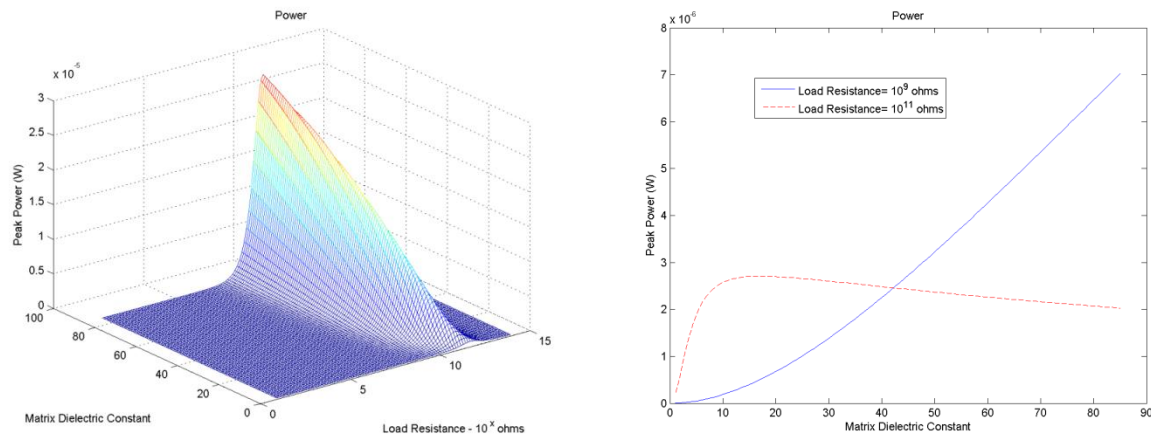 Power
x 10-5
3
2.5
2
1.5
1
0.5
0
Peak Power (W)
100
80
60
40
20
0
Matrix Dielectric Constant
0
5
10
15
Load Resistance - 10x ohms
Power
x 10-6
8
7
6
5
4
3
2
1
0
Peak Power (W)
Load Resistance= 109 ohms
Load Resistance= 1011 ohms
0 10 20 30 40 50 60 70 80 90
Matrix Dielectric Constant